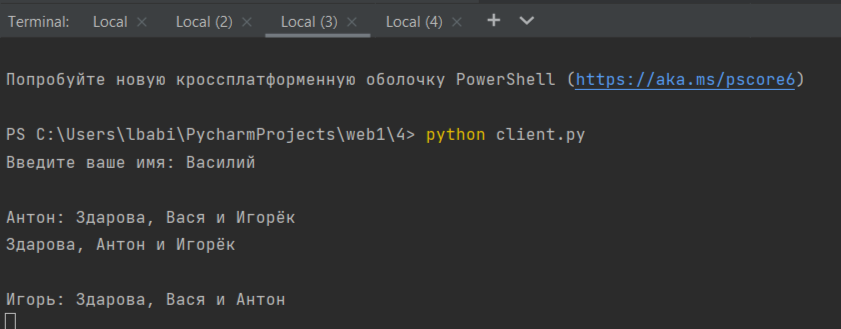 Terminal: Local × Local (2) × Local (3) × Local (4) × +
Попробуйте новую кроссплатформенную оболочку PowerShell (https://aka.ms/pscore6)
PS C:\Users\lbabi\PycharmProjects\web1\4> python client.py
Введите ваше имя: Василий
Антон: Здарова, Вася и Игорёк
Здарова, Антон и Игорёк
Игорь: Здарова, Вася и Антон